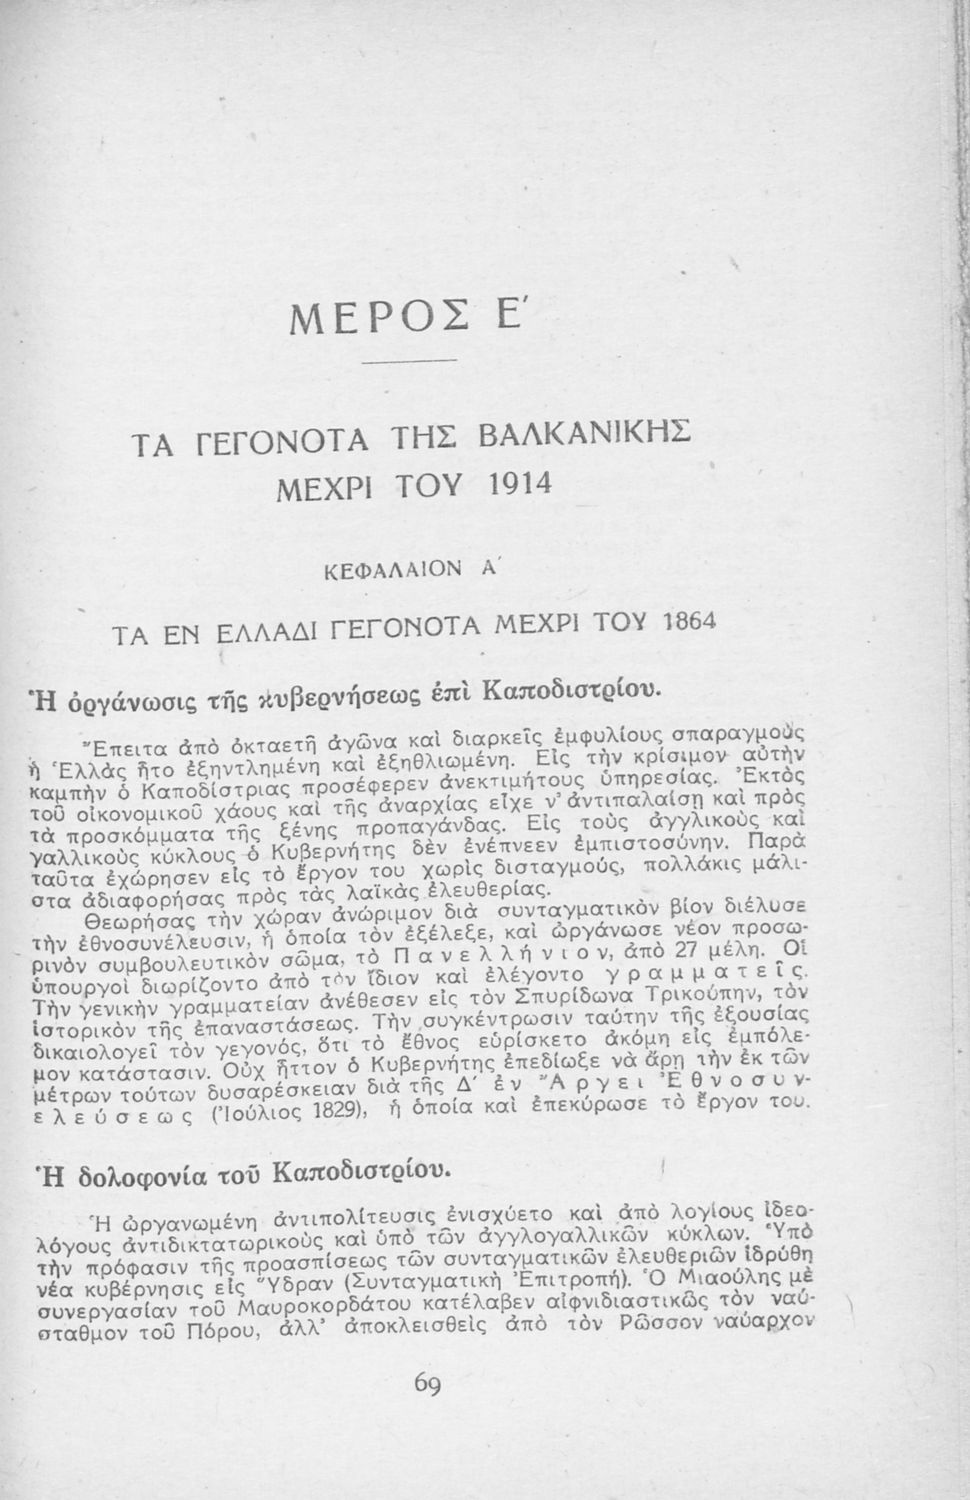 ΜΕΡΟΣ Ε΄
ΤΑ ΓΕΓΟΝΟΤΑ ΤΗΣ ΒΑΛΚΑΝΙΚΗΣ
ΜΕΧΡΙ ΤΟΥ 1914
ΚΕΦΑΛΑΙΟΝ Α΄
ΤΑ ΕΝ ΕΛΛΑΔΙ ΓΕΓΟΝΟΤΑ ΜΕΧΡΙ ΤΟΥ 1864
Ἡ ὀργάνωσις τῆς κυβερνήσεως ἐπὶ Καποδιστρίου.
Ἔπειτα ἀπὸ ὀκταετῆ ἀγῶνα καὶ διαρκεῖς ἐμφυλίους σπαραγμοὺς
ἡ Ἑλλὰς ἦτο ἐξηντλημένη καὶ ἐξηθλιωμένη. Εἰς τὴν κρίσιμον αὐτὴν
καμπὴν ὁ Καποδίστριας προσέφερεν ἀνεκτιμήτους ὑπηρεσίας. Ἐκτὸς
τοῦ οἰκονομικοῦ χάους καὶ τῆς ἀναρχίας εἶχε ν᾽ ἀντιπαλαίσῃ καὶ πρὸς
τὰ προσκόμματα τῆς ξένης προπαγάνδας. Εἰς τοὺς ἀγγλικοὺς καὶ
γαλλικοὺς κύκλους ὁ Κυβερνήτης δὲν ἐνέπνεεν ἐμπιστοσύνην. Παρὰ
ταῦτα ἐχώρησεν εἰς τὸ ἔργον του χωρὶς δισταγμούς, πολλάκις μάλι-
στα ἀδιαφορήσας πρὸς τὰς λαϊκὰς ἐλευθερίας.
Θεωρήσας τὴν χώραν ἀνώριμον διὰ συνταγματικὸν βίον διέλυσε
τὴν ἐθνοσυνέλευσιν, ἡ ὁποία τὸν ἐξέλεξε, καὶ ὠργάνωσε νέον προσω-
ρινὸν συμβουλευτικὸν σῶμα, τὸ Πανελλήνιον, ἀπὸ 27 μέλη. Οἱ
ὑπουργοὶ διωρίζοντο ἀπὸ τὸν ἴδιον καὶ ἐλέγοντο γραμματεῖς.
Τὴν γενικὴν γραμματείαν ἀνέθεσεν εἰς τὸν Σπυρίδωνα Τρικούπην, τὸν
ἱστορικὸν τῆς ἐπαναστάσεως. Τὴν συγκέντρωσιν ταύτην τῆς ἐξουσίας
δικαιολογεῖ τὸν γεγονός, ὅτι τὸ ἔθνος εὑρίσκετο ἀκόμη εἰς ἐμπόλε-
μον κατάστασιν. Οὐχ ἧττον ὁ Κυβερνήτης ἐπεδίωξε νὰ ἄρῃ τὴν ἐκ τῶν
μέτρων τούτων δυσαρέσκειαν διὰ τῆς Δ΄ ἐν Ἄργει Ἐθνοσυν-
ελεύσεως (Ἰούλιος 1829), ἡ ὁποία καὶ ἐπεκύρωσε τὸ ἔργον του.
Ἡ δολοφονία τοῦ Καποδιστρίου.
Ἡ ὠργανωμένη ἀντιπολίτευσις ἐνισχύετο καὶ ἀπὸ λογίους ἰδεο-
λόγους ἀντιδικτατωρικοὺς καὶ ὑπὸ τῶν ἀγγλογαλλικῶν κύκλων. Ὑπὸ
τὴν πρόφασιν τῆς προασπίσεως τῶν συνταγματικῶν ἐλευθεριῶν ἱδρύθη
νέα κυβέρνησις εἰς Ὕδραν (Συνταγματικὴ Ἐπιτροπή). Ὁ Μιαούλης μὲ
συνεργασίαν τοῦ Μαυροκορδάτου κατέλαβεν αἰφνιδιαστικῶς τὸν ναύ-
σταθμον τοῦ Πόρου, ἀλλ᾽ ἀποκλεισθεὶς ἀπὸ τὸν Ρῶσσον ναύαρχον
69